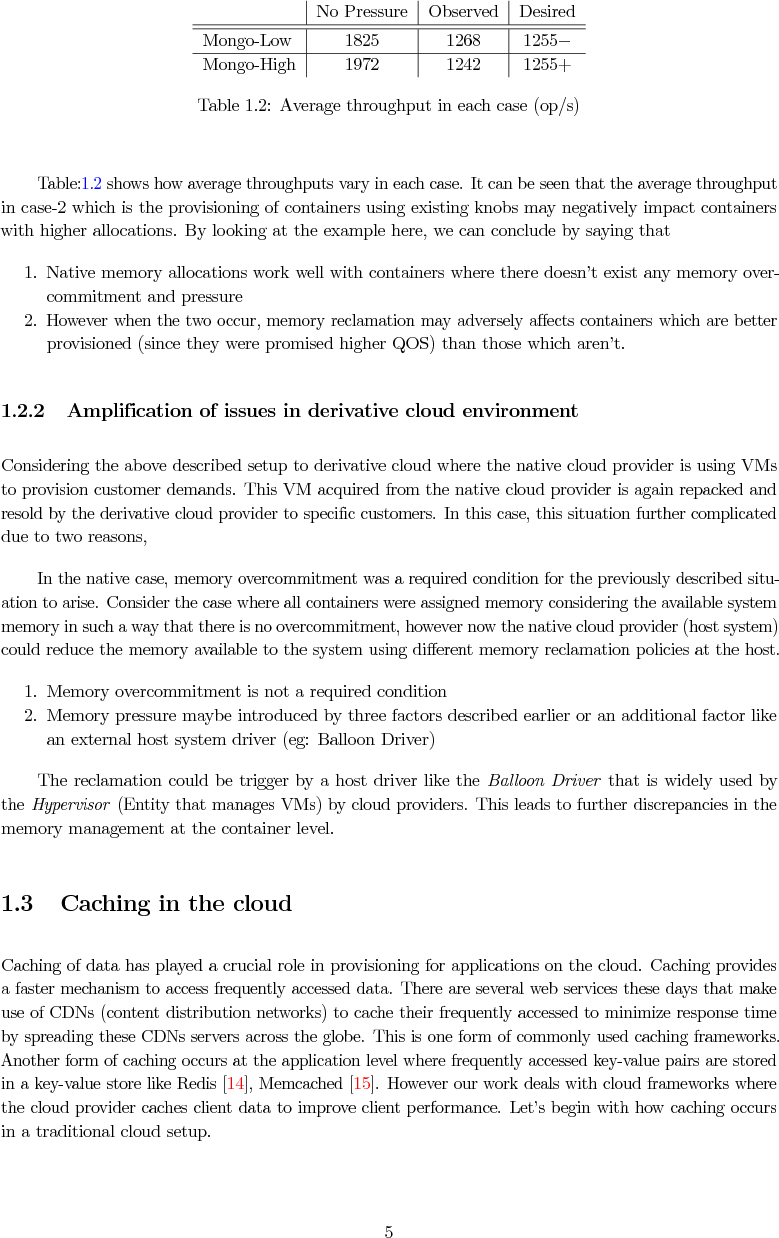 No Pressure Observed Desired
Mongo-Low 1825 1268 1255−
Mongo-High 1972 1242 1255+
Table 1.2: Average throughput in each case (op/s)
Table:1.2 shows how average throughputs vary in each case. It can be seen that the average throughput
in case-2 which is the provisioning of containers using existing knobs may negatively impact containers
with higher allocations. By looking at the example here, we can conclude by saying that
1. Native memory allocations work well with containers where there doesn't exist any memory over-
commitment and pressure
2. However when the two occur, memory reclamation may adversely affects containers which are better
provisioned (since they were promised higher QOS) than those which aren't.
1.2.2 Amplification of issues in derivative cloud environment
Considering the above described setup to derivative cloud where the native cloud provider is using VMs
to provision customer demands. This VM acquired from the native cloud provider is again repacked and
resold by the derivative cloud provider to specific customers. In this case, this situation further complicated
due to two reasons,
In the native case, memory overcommitment was a required condition for the previously described situ-
ation to arise. Consider the case where all containers were assigned memory considering the available system
memory in such a way that there is no overcommitment, however now the native cloud provider (host system)
could reduce the memory available to the system using different memory reclamation policies at the host.
1. Memory overcommitment is not a required condition
2. Memory pressure maybe introduced by three factors described earlier or an additional factor like
an external host system driver (eg: Balloon Driver)
The reclamation could be trigger by a host driver like the Balloon Driver that is widely used by
the Hypervisor (Entity that manages VMs) by cloud providers. This leads to further discrepancies in the
memory management at the container level.
1.3 Caching in the cloud
Caching of data has played a crucial role in provisioning for applications on the cloud. Caching provides
a faster mechanism to access frequently accessed data. There are several web services these days that make
use of CDNs (content distribution networks) to cache their frequently accessed to minimize response time
by spreading these CDNs servers across the globe. This is one form of commonly used caching frameworks.
Another form of caching occurs at the application level where frequently accessed key-value pairs are stored
in a key-value store like Redis [14], Memcached [15]. However our work deals with cloud frameworks where
the cloud provider caches client data to improve client performance. Let's begin with how caching occurs
in a traditional cloud setup.
5